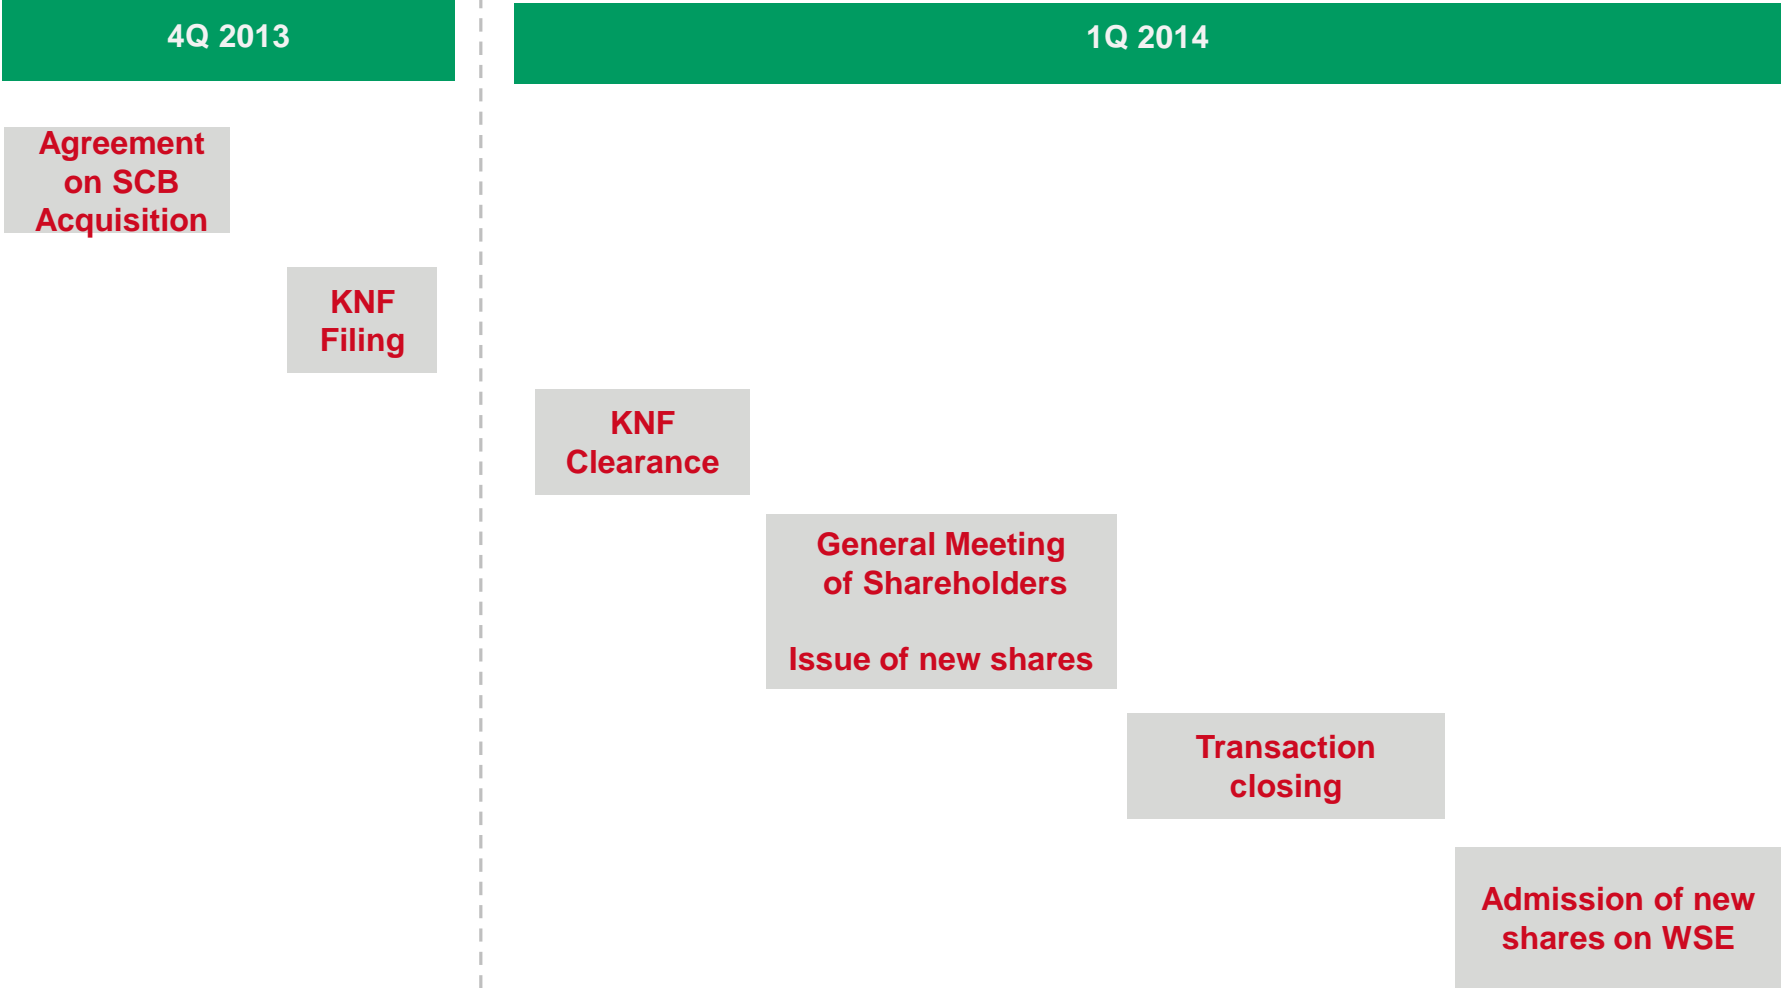 4Q 2013
1Q 2014
Agreement
on SCB
Acquisition
KNF
Filing
KNF
Clearance
General Meeting
of Shareholders
Issue of new shares
Transaction
closing
Admission of new
shares on WSE